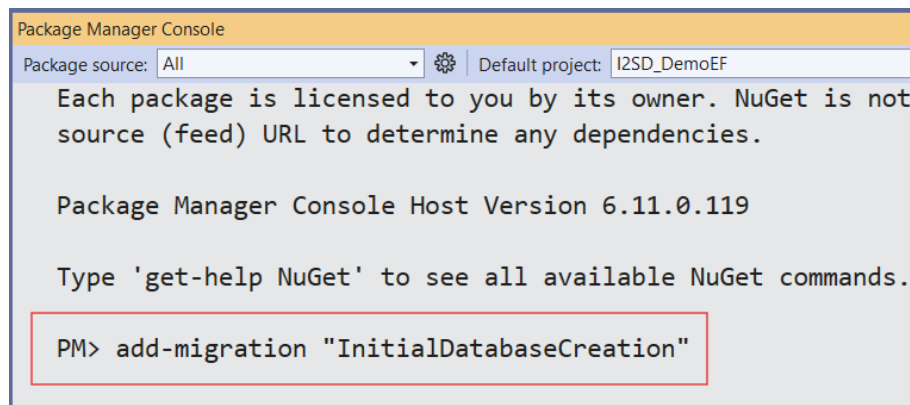 Package Manager Console
Package source: All Default project: I2SD_DemoEF
Each package is licensed to you by its owner. NuGet is not
source (feed) URL to determine any dependencies.
Package Manager Console Host Version 6.11.0.119
Type 'get-help NuGet' to see all available NuGet commands.
PM> add-migration "InitialDatabaseCreation"